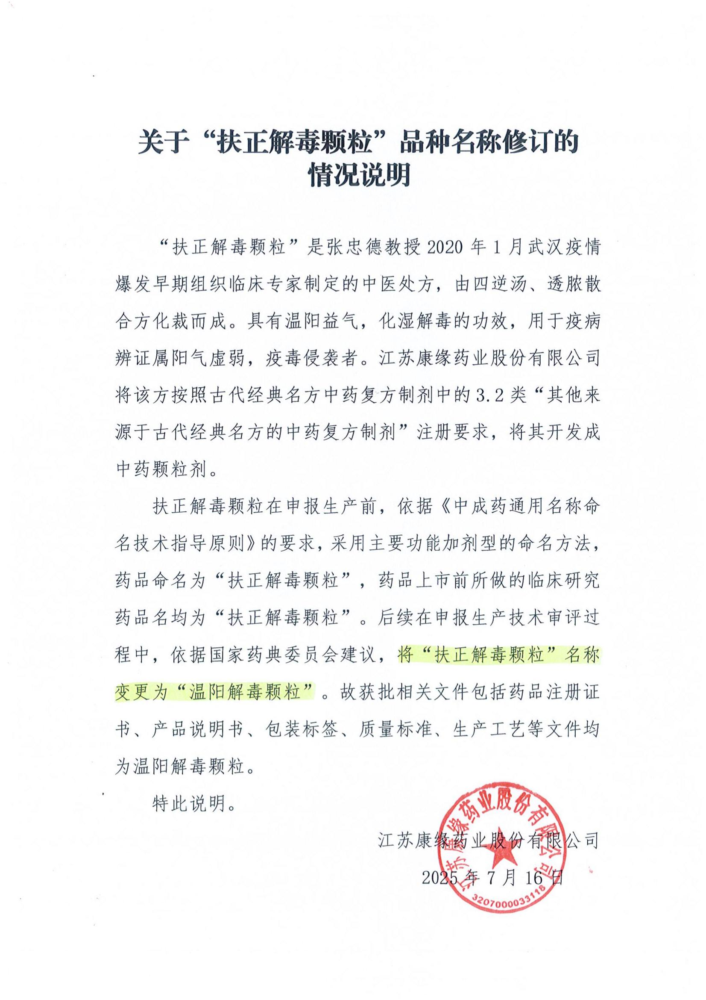 关于“扶正解毒颗粒”品种名称修订的
情况说明
“扶正解毒颗粒”是张忠德教授2020年1月武汉疫情
爆发早期组织临床专家制定的中医处方，由四逆汤、透脓散
合方化裁而成。具有温阳益气，化湿解毒的功效，用于疫病
辨证属阳气虚弱，疫毒侵袭者。江苏康缘药业股份有限公司
将该方按照古代经典名方中药复方制剂中的3.2类“其他来
源于古代经典名方的中药复方制剂”注册要求，将其开发成
中药颗粒剂。
扶正解毒颗粒在申报生产前，依据《中成药通用名称命
名技术指导原则》的要求，采用主要功能加剂型的命名方法，
药品命名为“扶正解毒颗粒”，药品上市前所做的临床研究
药品名均为“扶正解毒颗粒”。后续在申报生产技术审评过
程中，依据国家药典委员会建议，将“扶正解毒颗粒”名称
变更为“温阳解毒颗粒”。故获批相关文件包括药品注册证
书、产品说明书、包装标签、质量标准、生产工艺等文件均
为温阳解毒颗粒。
特此说明。
江苏康缘药业股份有限公司
2025年7月16日
江苏康缘药业股份有限公司
3207000033118